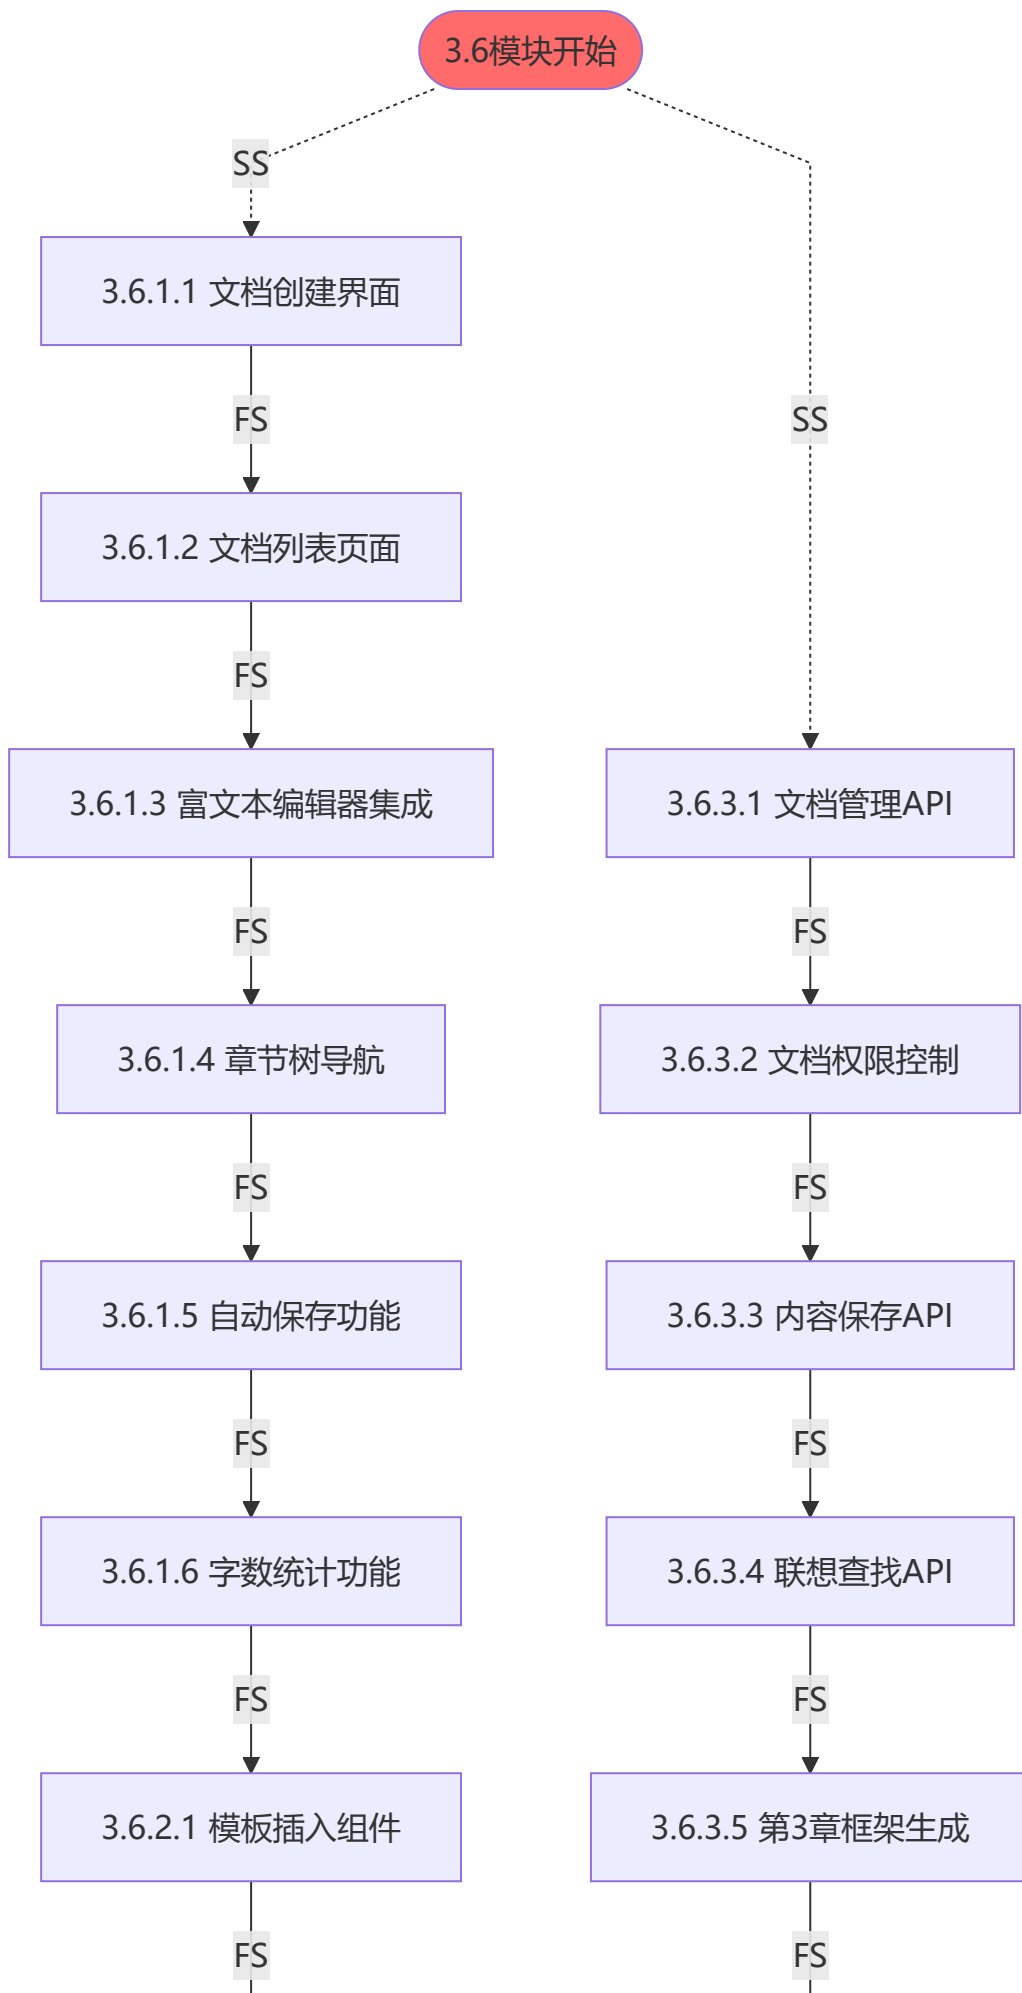 3.6模块开始
SS
3.6.1.1 文档创建界面
FS
SS
3.6.1.2 文档列表页面
FS
3.6.1.3 富文本编辑器集成
3.6.3.1 文档管理API
FS
FS
3.6.1.4 章节树导航
3.6.3.2 文档权限控制
FS
FS
3.6.1.5 自动保存功能
3.6.3.3 内容保存API
FS
FS
3.6.1.6 字数统计功能
3.6.3.4 联想查找API
FS
FS
3.6.2.1 模板插入组件
3.6.3.5 第3章框架生成
FS
FS